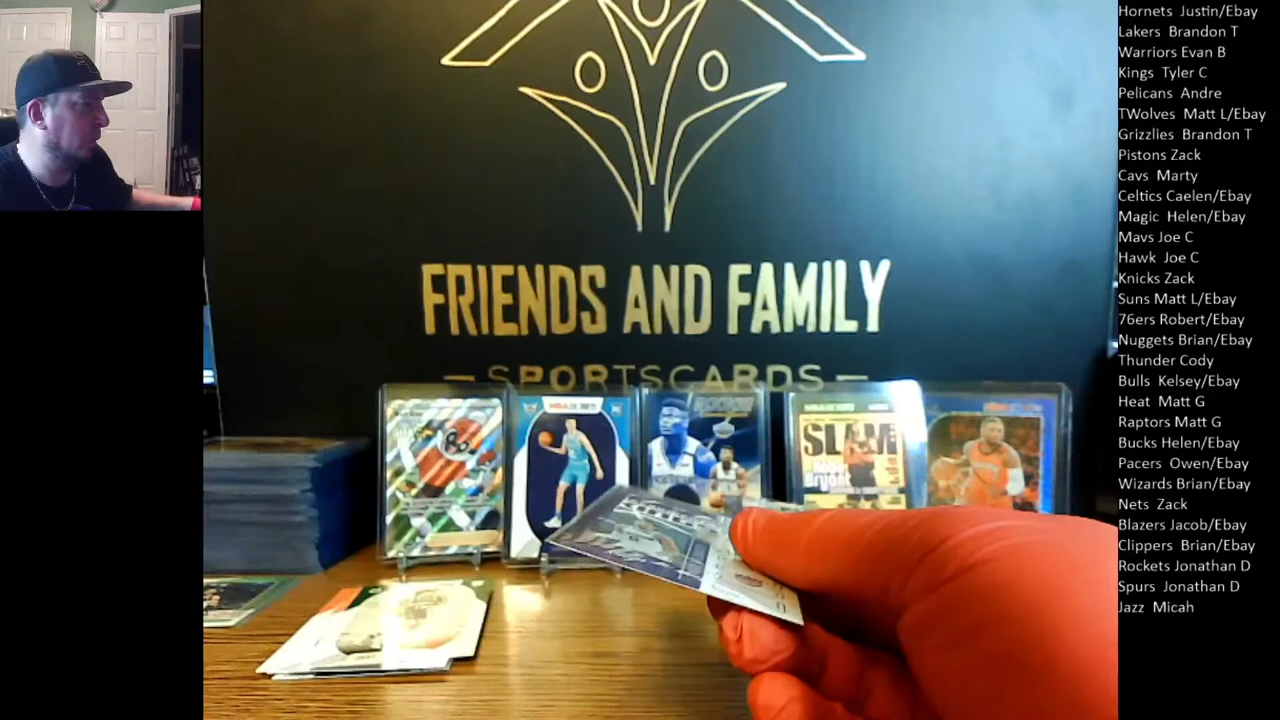 Hornets Justin/Ebay
Lakers Brandon T
Warriors Evan B
Kings Tyler C
Pelicans Andre
TWolves Matt L/Ebay
Grizzlies Brandon T
Pistons Zack
Cavs Marty
Celtics Caelen/Ebay
Magic Helen/Ebay
Mavs Joe C
Hawk Joe C
Knicks Zack
Suns Matt L/Ebay
76ers Robert/Ebay
Nuggets Brian/Ebay
Thunder Cody
Bulls Kelsey/Ebay
Heat Matt G
Raptors Matt G
Bucks Helen/Ebay
Pacers Owen/Ebay
Wizards Brian/Ebay
Nets Zack
Blazers Jacob/Ebay
Clippers Brian/Ebay
Rockets Jonathan D
Spurs Jonathan D
Jazz Micah
FRIENDS AND FAMILY
SPORTSCARDS
SLAM
Bryant